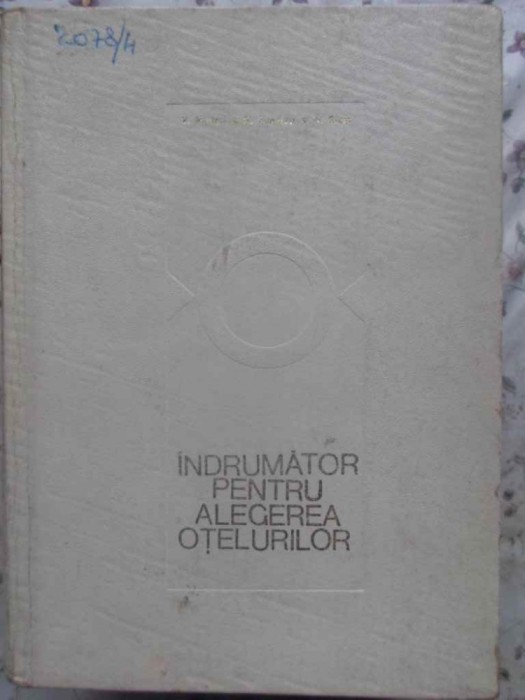 2078/4
ÎNDRUMĂTOR
PENTRU
ALEGEREA
OȚELURILOR